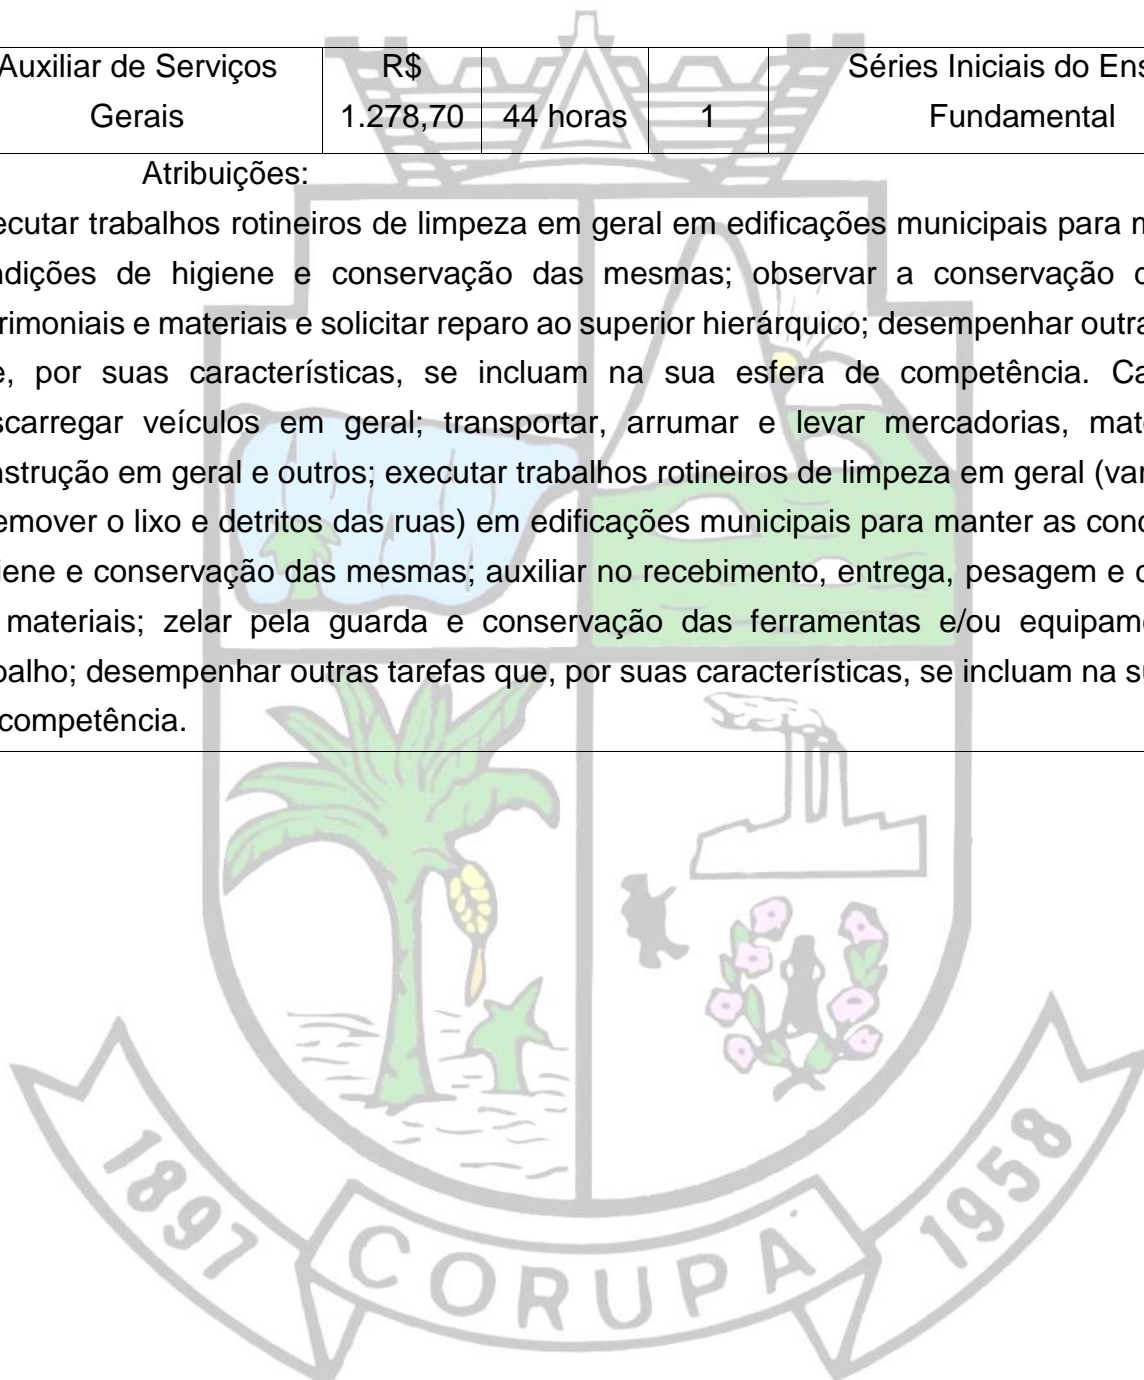 Auxiliar de Serviços R$ Séries Iniciais do Ens
Gerais 1.278,70 44 horas 1 Fundamental
Atribuições:
ecutar trabalhos rotineiros de limpeza em geral em edificações municipais para m
ndições de higiene e conservação das mesmas; observar a conservação d
rimoniais e materiais e solicitar reparo ao superior hierárquico; desempenhar outra
e, por suas características, se incluam na sua esfera de competência. Ca
scarregar veículos em geral; transportar, arrumar e levar mercadorias, mate
nstrução em geral e outros; executar trabalhos rotineiros de limpeza em geral (var
emover o lixo e detritos das ruas) em edificações municipais para manter as cond
iene e conservação das mesmas; auxiliar no recebimento, entrega, pesagem e c
materiais; zelar pela guarda e conservação das ferramentas e/ou equipame
balho; desempenhar outras tarefas que, por suas características, se incluam na su
competência.
1897 CORUPÁ 1958